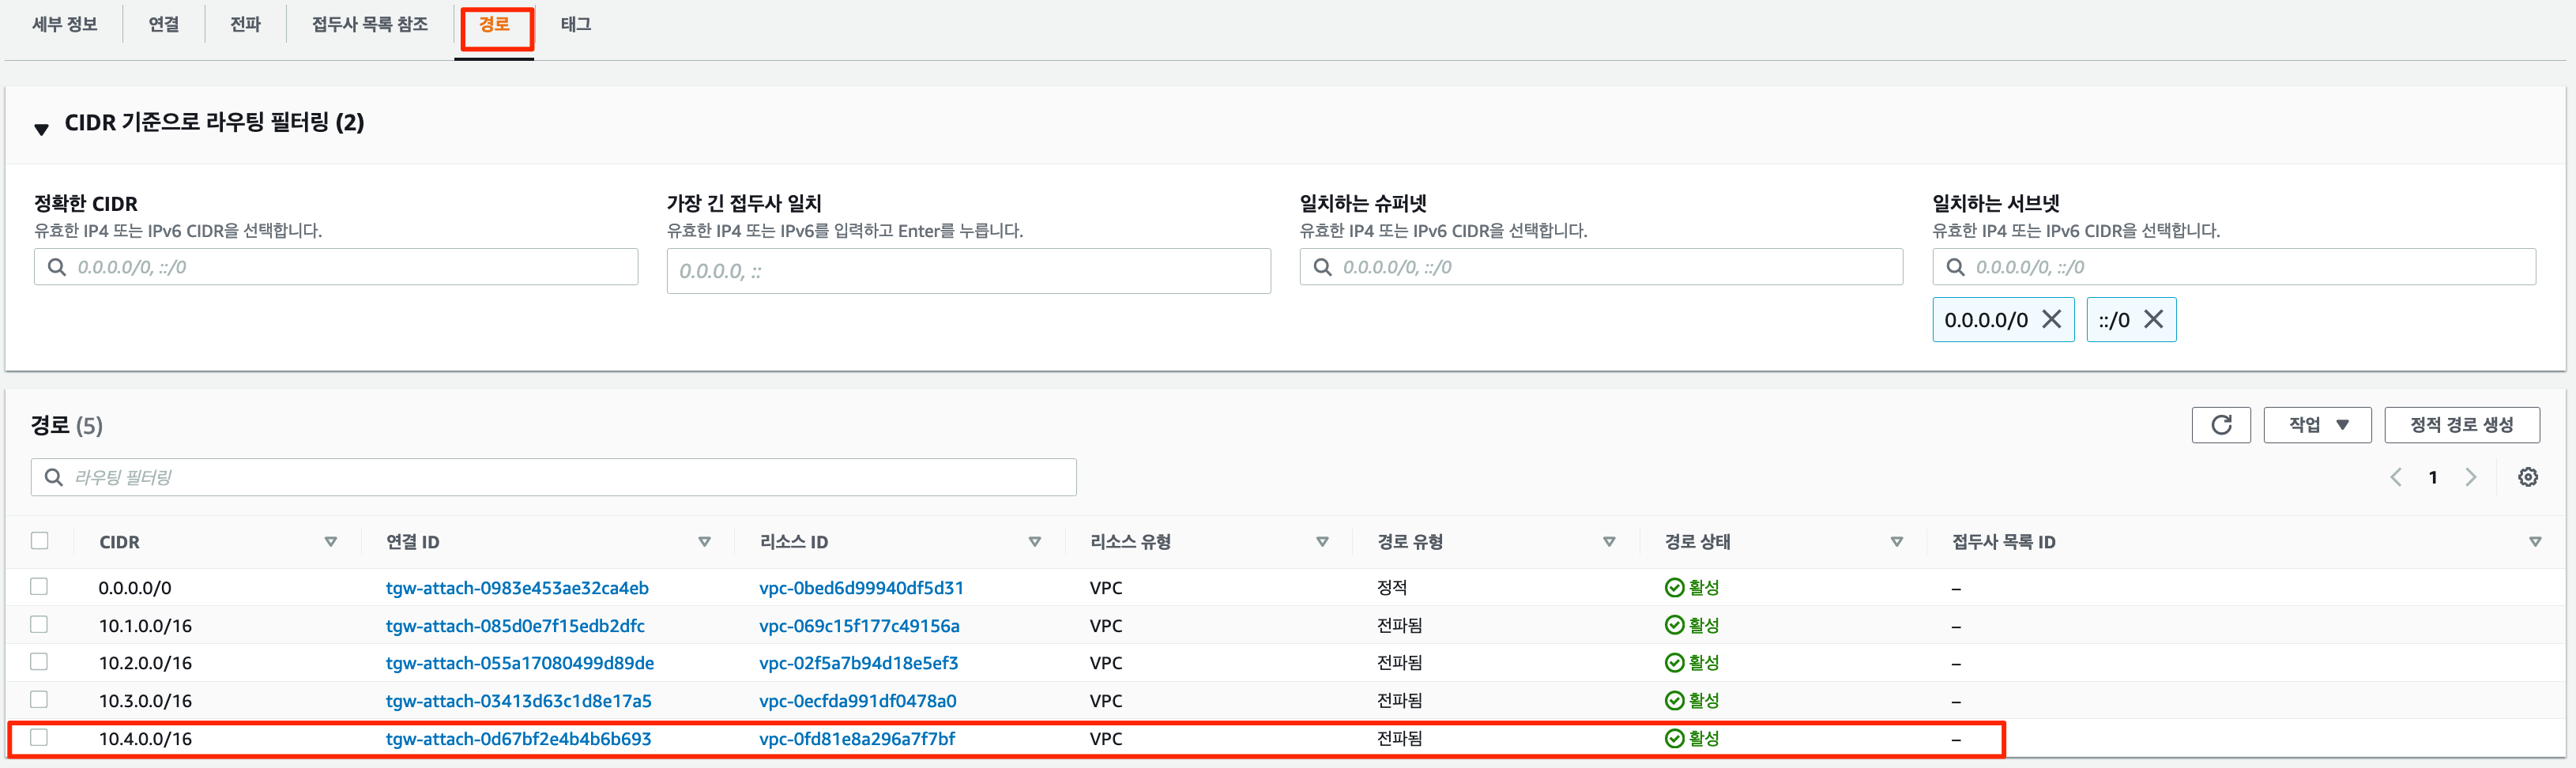 세부 정보 연결 전파 접두사 목록 참조 경로 태그
CIDR 기준으로 라우팅 필터링 (2)
정확한 CIDR 가장 긴 접두사 일치 일치하는 슈퍼넷 일치하는 서브넷
유효한 IP4 또는 IPv6 CIDR을 선택합니다. 유효한 IP4 또는 IPv6를 입력하고 Enter를 누릅니다. 유효한 IP4 또는 IPv6 CIDR을 선택합니다. 유효한 IP4 또는 IPv6 CIDR을 선택합니다.
0.0.0.0/0, ::/0 0.0.0.0, :: 0.0.0.0/0, ::/0 0.0.0.0/0, ::/0
0.0.0.0/0 ::/0
경로 (5) 작업 정적 경로 생성
라우팅 필터링 1
CIDR 연결 ID 리소스 ID 리소스 유형 경로 유형 경로 상태 접두사 목록 ID
0.0.0.0/0 tgw-attach-0983e453ae32ca4eb vpc-0bed6d99940df5d31 VPC 정적 활성 –
10.1.0.0/16 tgw-attach-085d0e7f15edb2dfc vpc-069c15f177c49156a VPC 전파됨 활성 –
10.2.0.0/16 tgw-attach-055a17080499d89de vpc-02f5a7b94d18e5ef3 VPC 전파됨 활성 –
10.3.0.0/16 tgw-attach-03413d63c1d8e17a5 vpc-0ecfda991df0478a0 VPC 전파됨 활성 –
10.4.0.0/16 tgw-attach-0d67bf2e4b4b6b693 vpc-0fd81e8a296a7f7bf VPC 전파됨 활성 –